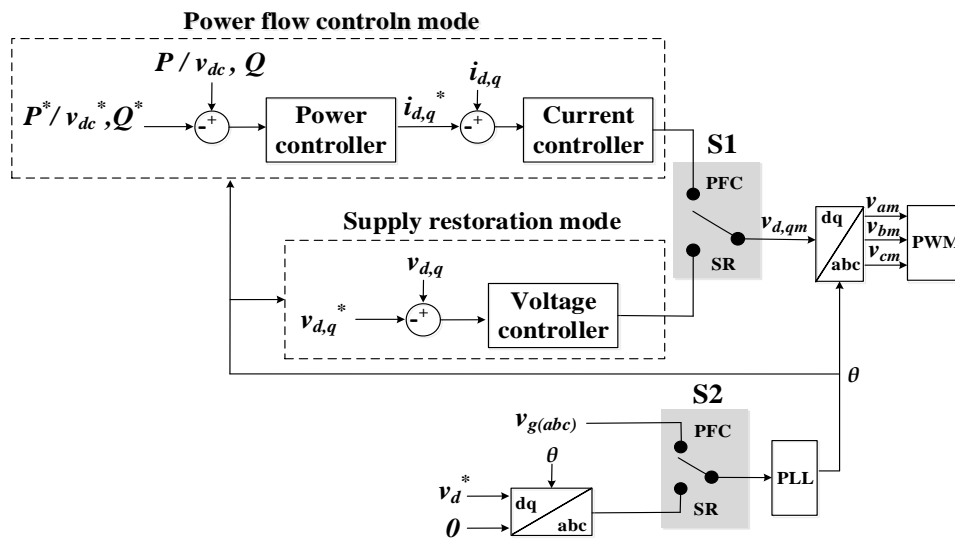 Power flow controln mode
P / v_dc , Q
i_d,q
P* / v_dc*, Q*
- +
Power controller
i_d,q*
- +
Current controller
S1
PFC
SR
v_d,qm
dq
abc
v_am
v_bm
v_cm
PWM
Supply restoration mode
v_d,q
v_d,q*
- +
Voltage controller
θ
S2
v_g(abc)
PFC
SR
PLL
θ
v_d*
0
dq
abc